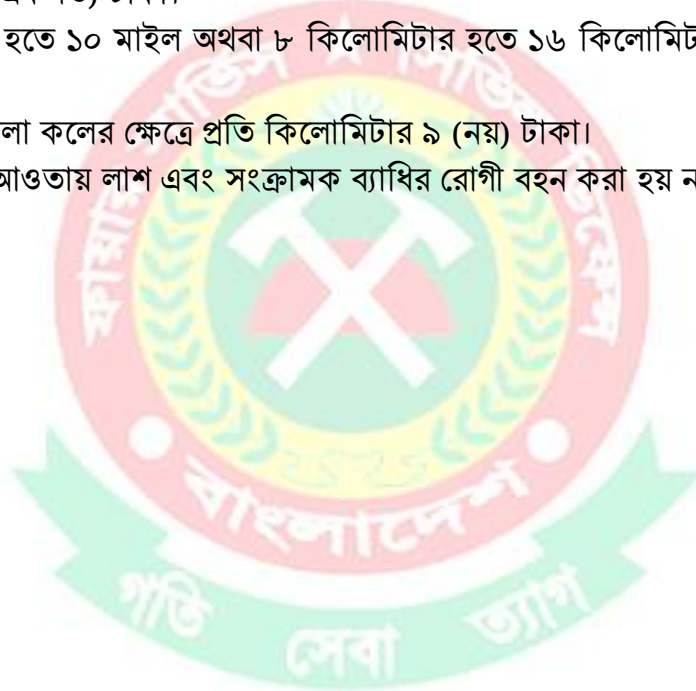 হতে ১০ মাইল অথবা ৮ কিলোমিটার হতে ১৬
কলের ক্ষেত্রে প্রতি কিলোমিটার ৯ (নয়) টাকা।
আওতায় লাশ এবং সংক্রামক ব্যাধির রোগী বহন করা হয়
ফায়ার সার্ভিস ও সিভিল ডিফেন্স
বাংলাদেশ
গতি সেবা ত্যাগ